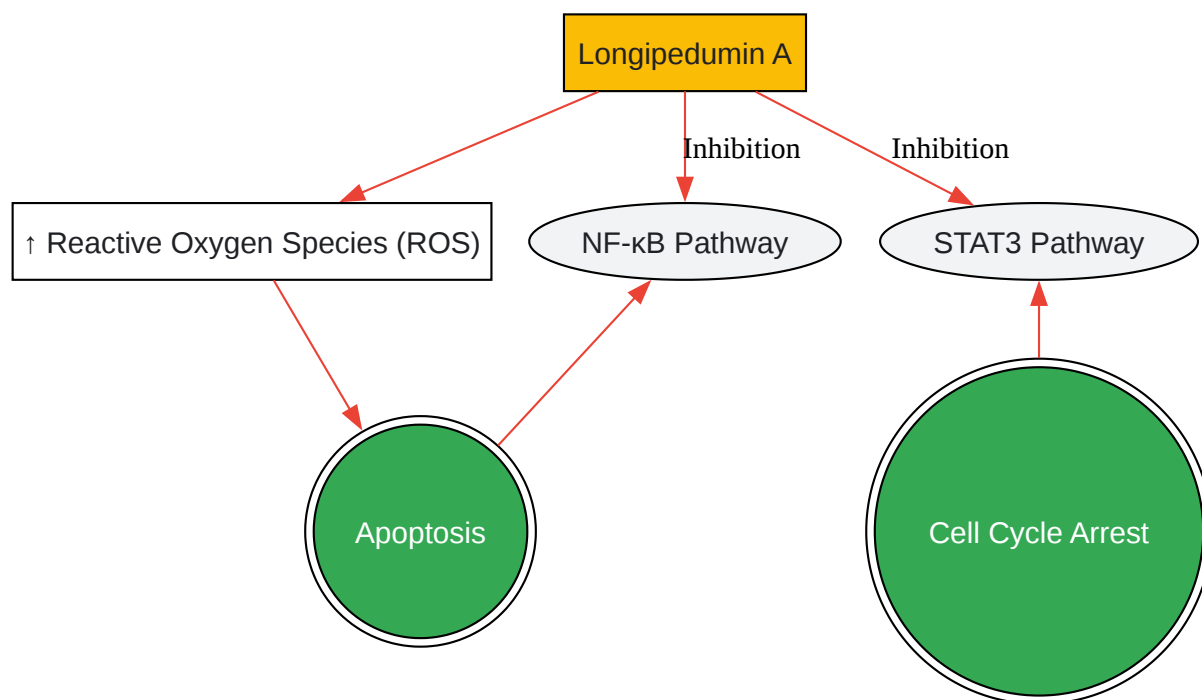 Longipedumin A
Inhibition
Inhibition
↑ Reactive Oxygen Species (ROS)
NF-κB Pathway
STAT3 Pathway
Apoptosis
Cell Cycle Arrest